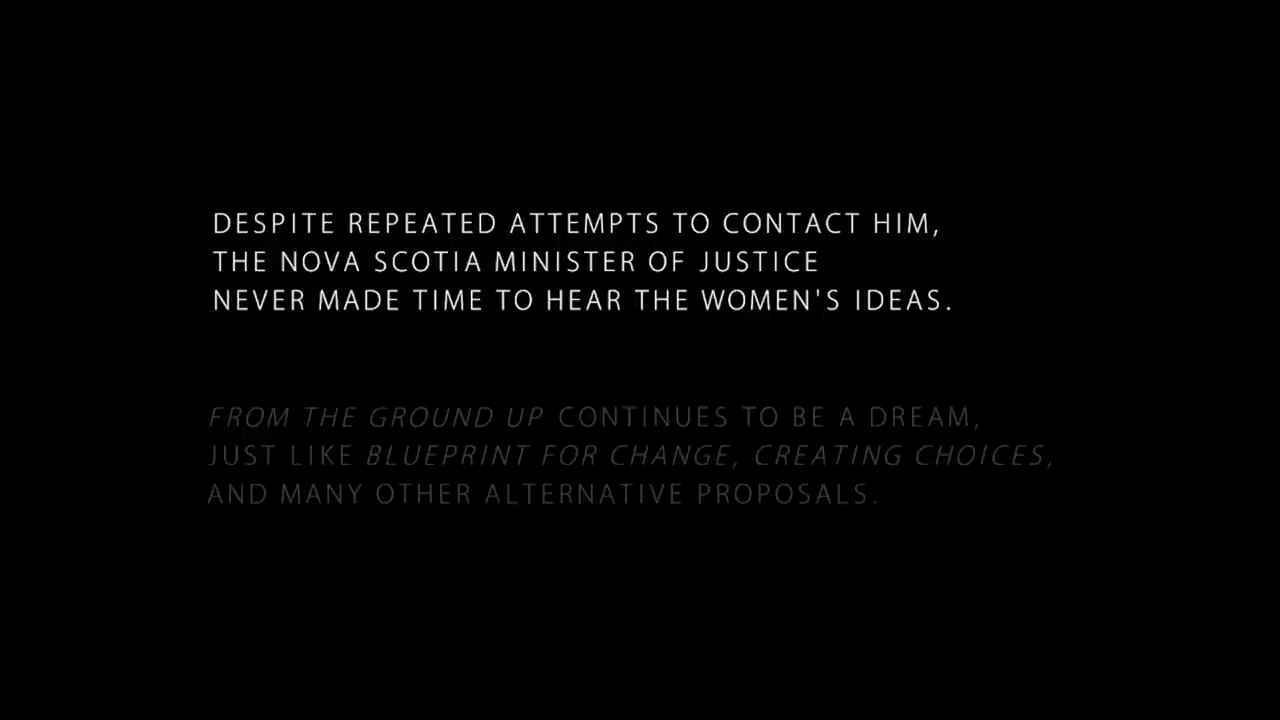 DESPITE REPEATED ATTEMPTS TO CONTACT HIM,
THE NOVA SCOTIA MINISTER OF JUSTICE
NEVER MADE TIME TO HEAR THE WOMEN'S IDEAS.
FROM THE GROUND UP CONTINUES TO BE A DREAM,
JUST LIKE BLUEPRINT FOR CHANGE, CREATING CHOICES,
AND MANY OTHER ALTERNATIVE PROPOSALS.